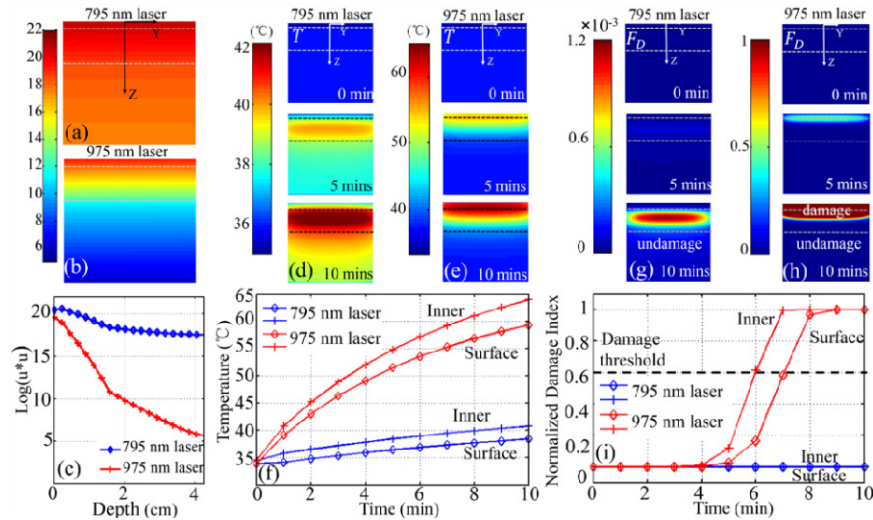 795 nm laser
22
20
18
16
14
12
10
8
6
Y
Z
(a)
975 nm laser
(b)
(℃)
42
40
38
36
795 nm laser
T
Y
Z
0 min
5 mins
(d)
10 mins
(℃)
60
50
40
975 nm laser
T
Y
Z
0 min
5 mins
(e)
10 mins
×10⁻³
1.2
0.6
0
795 nm laser
F_D
Y
Z
0 min
5 mins
undamage
(g)
10 mins
1
0.5
0
975 nm laser
F_D
Y
Z
0 min
5 mins
damage
undamage
(h)
10 mins
Log(u*u)
20
15
10
5
795 nm laser
975 nm laser
(c)
0 2 4
Depth (cm)
Temperature (℃)
65
60
55
50
45
40
35
795 nm laser
975 nm laser
Inner
Surface
Inner
Surface
(f)
0 2 4 6 8 10
Time (min)
Normalized Damage Index
1
0.8
0.6
0.4
0.2
0
Damage
threshold
Inner
Surface
795 nm laser
975 nm laser
Inner
Surface
(i)
0 2 4 6 8 10
Time (min)